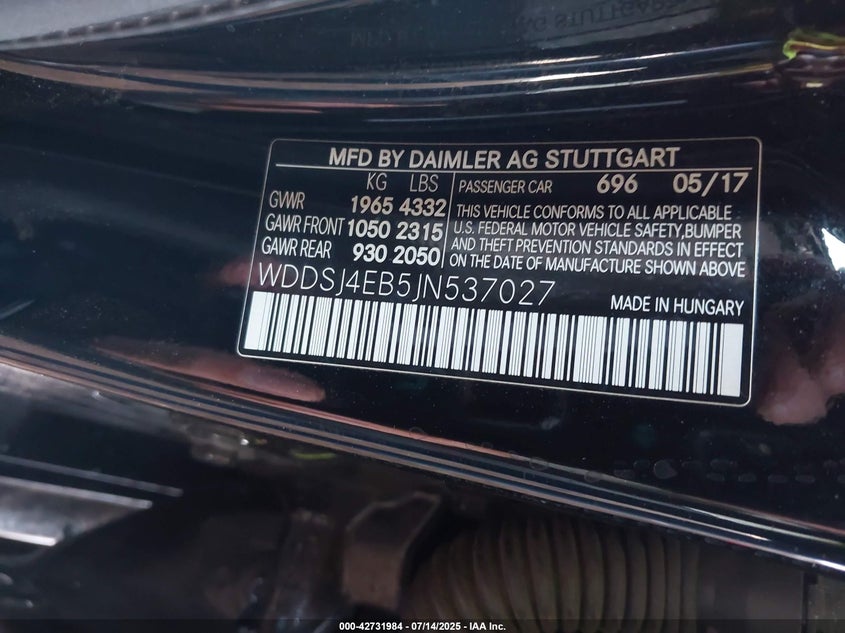 MFD BY DAIMLER AG STUTTGART
KG LBS
GVWR 1965 4332
GAWR FRONT 1050 2315
GAWR REAR 930 2050
PASSENGER CAR 696 05/17
THIS VEHICLE CONFORMS TO ALL APPLICABLE
U.S. FEDERAL MOTOR VEHICLE SAFETY,BUMPER
AND THEFT PREVENTION STANDARDS IN EFFECT
ON THE DATE OF MANUFACTURE SHOWN ABOVE
WDDSJ4EB5JN537027
MADE IN HUNGARY
000-42731984 / 07/14/2025 - IAA Inc.